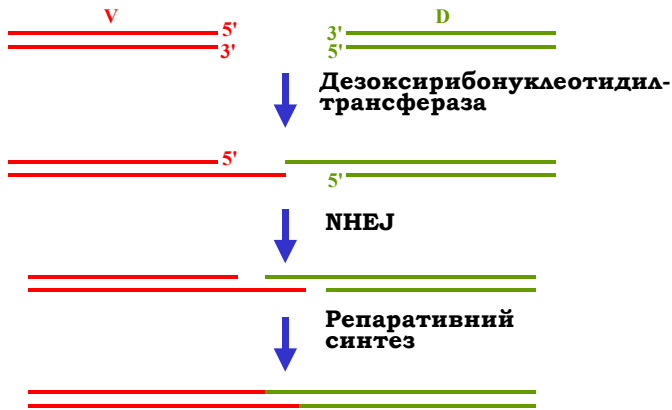 V D
5' 3'
3' 5'
Дезоксирибонуклеотидил-
трансфераза
5'
5'
NHEJ
Репаративний
синтез